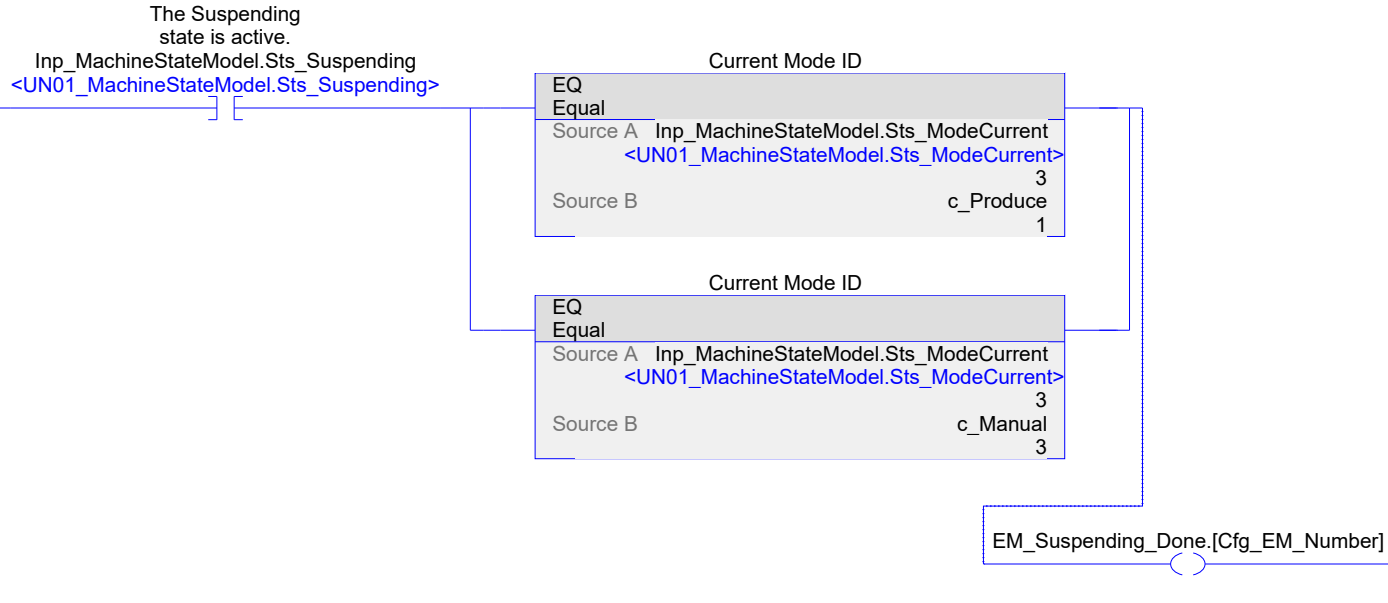 The Suspending
state is active.
Inp_MachineStateModel.Sts_Suspending
<UN01_MachineStateModel.Sts_Suspending>
Current Mode ID
EQ
Equal
Source A Inp_MachineStateModel.Sts_ModeCurrent
<UN01_MachineStateModel.Sts_ModeCurrent>
3
Source B c_Produce
1
Current Mode ID
EQ
Equal
Source A Inp_MachineStateModel.Sts_ModeCurrent
<UN01_MachineStateModel.Sts_ModeCurrent>
3
Source B c_Manual
3
EM_Suspending_Done.[Cfg_EM_Number]